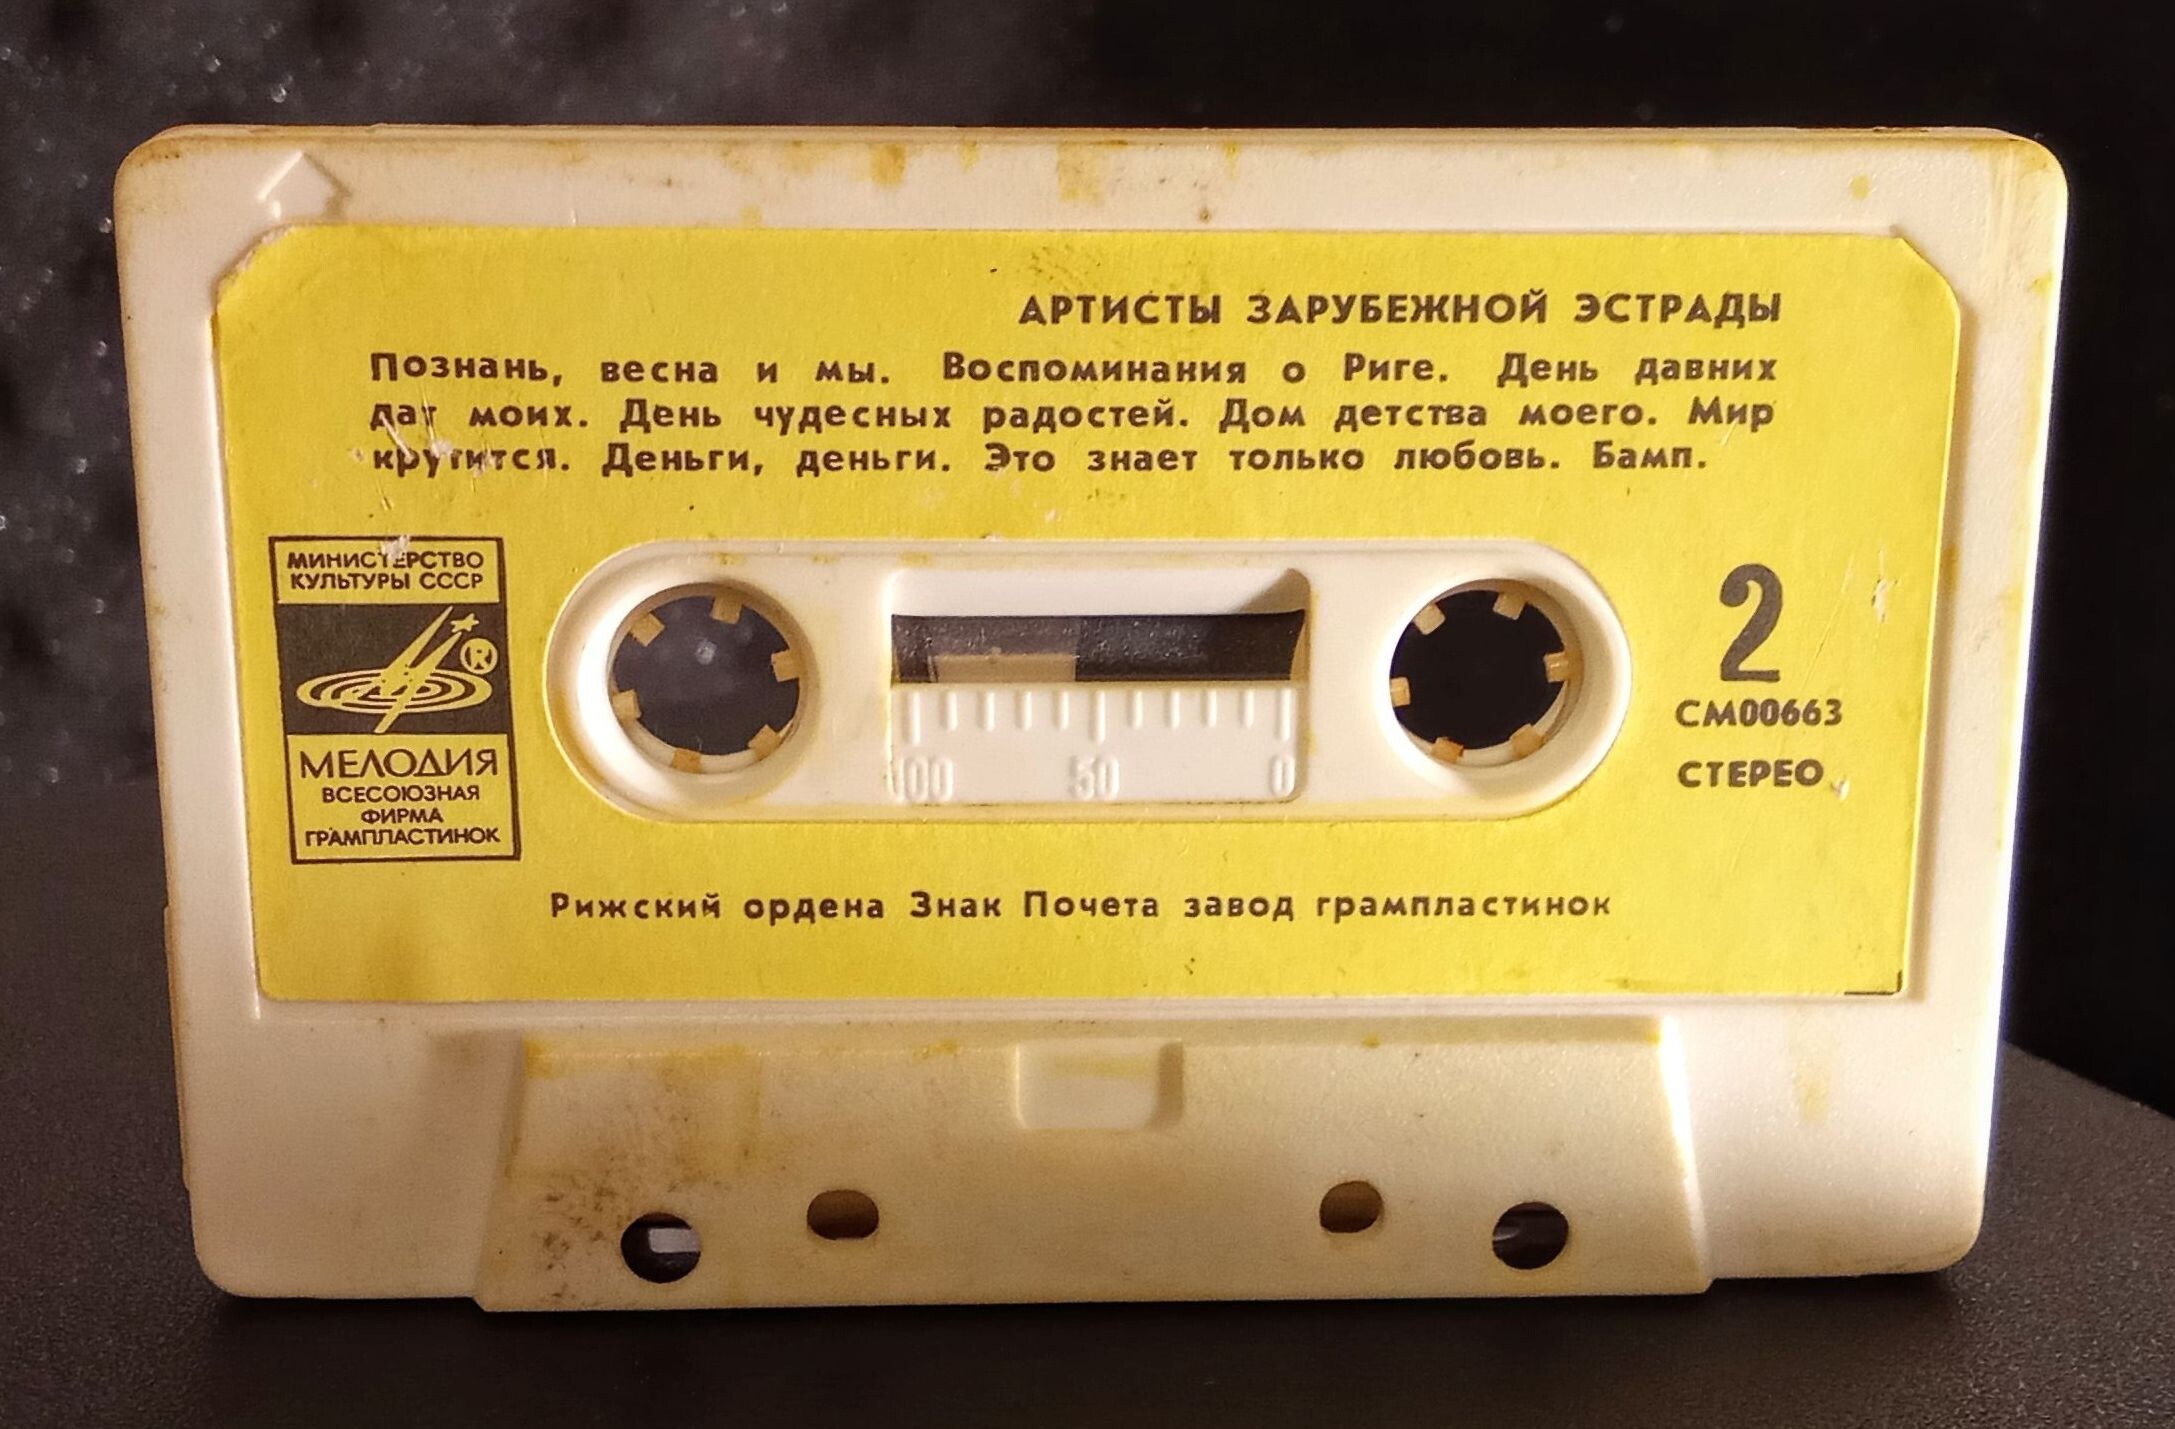 АРТИСТЫ ЗАРУБЕЖНОЙ ЭСТРАДЫ
Познань, весна и мы. Воспоминания о Риге. День давних
дат моих. День чудесных радостей. Дом детства моего. Мир
крутится. Деньги, деньги. Это знает только любовь. Бамп.
МИНИСТЕРСТВО
КУЛЬТУРЫ СССР
®
МЕЛОДИЯ
ВСЕСОЮЗНАЯ
ФИРМА
ГРАМПЛАСТИНОК
100 50 0
2
СМ00663
СТЕРЕО
Рижский ордена Знак Почета завод грампластинок